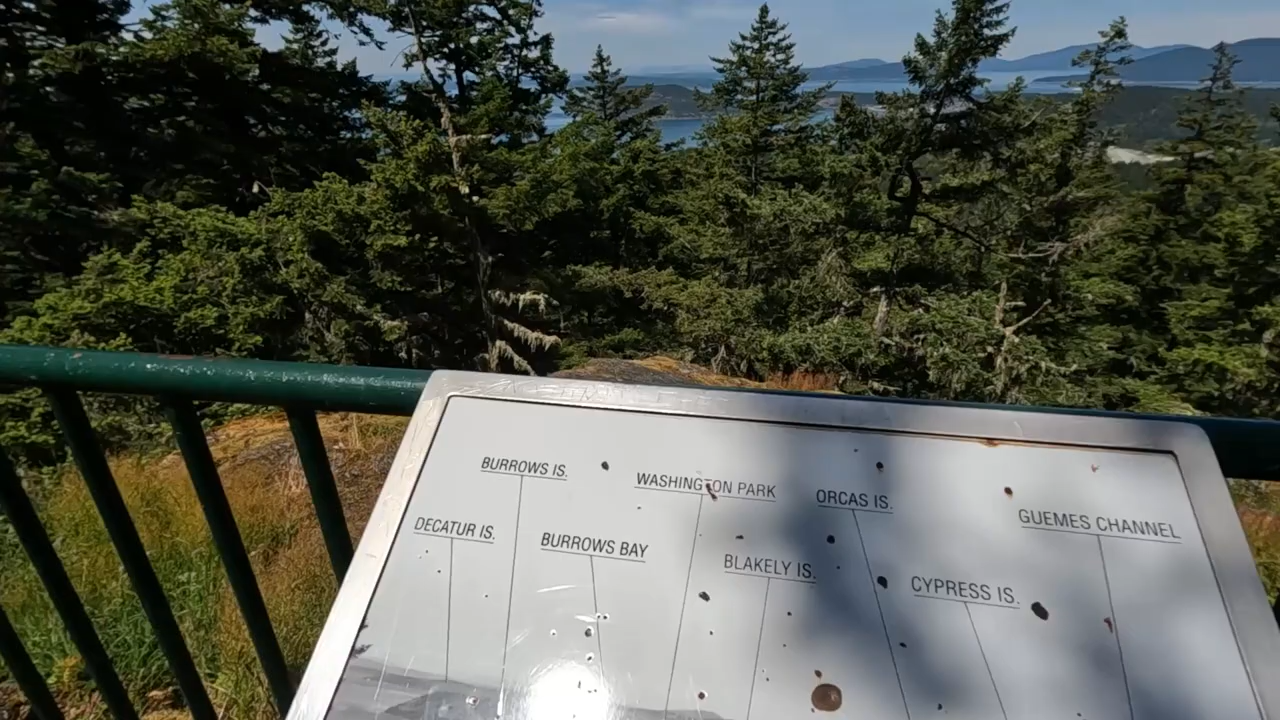 BURROWS IS.
WASHINGTON PARK
ORCAS IS.
GUEMES CHANNEL
DECATUR IS.
BURROWS BAY
BLAKELY IS.
CYPRESS IS.